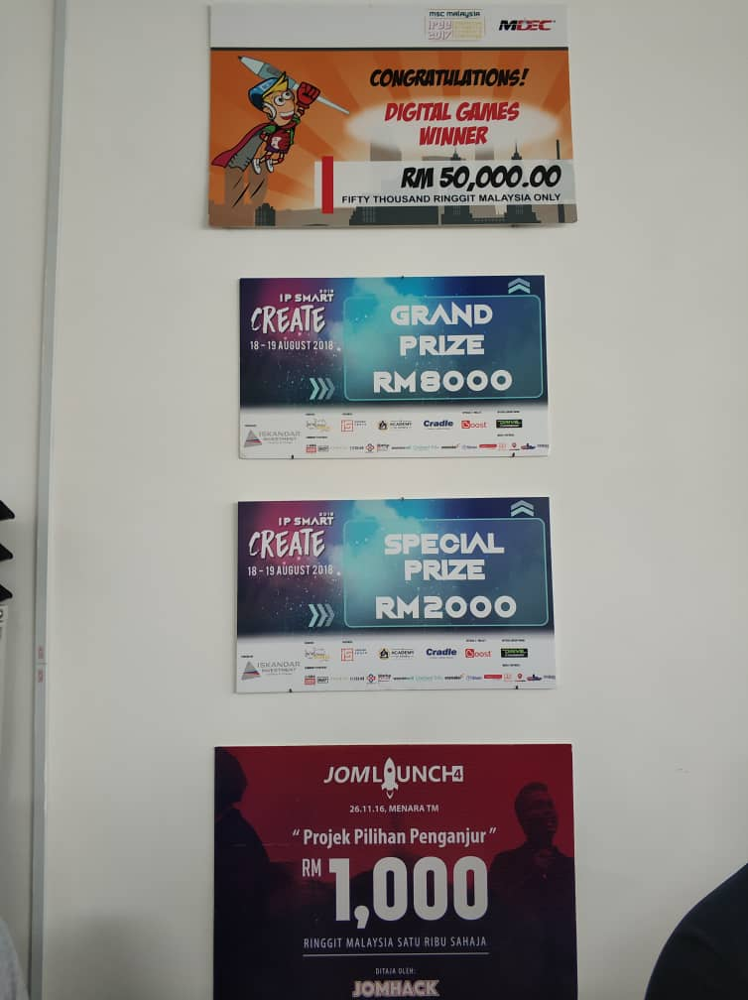 msc malaysia
ipcc
2017
MDEC
CONGRATULATIONS!
DIGITAL GAMES
WINNER
RM 50,000.00
FIFTY THOUSAND RINGGIT MALAYSIA ONLY
2018
IP SMART
CREATE
18 - 19 AUGUST 2018
GRAND
PRIZE
RM8000
ISKANDAR
INVESTMENT
ACADEMY
Cradle
Boost
2018
IP SMART
CREATE
18 - 19 AUGUST 2018
SPECIAL
PRIZE
RM2000
ISKANDAR
INVESTMENT
ACADEMY
Cradle
Boost
JOMLAUNCH4
26.11.16, MENARA TM
“ Projek Pilihan Penganjur ”
RM 1,000
RINGGIT MALAYSIA SATU RIBU SAHAJA
DITAJA OLEH:
JOMHACK